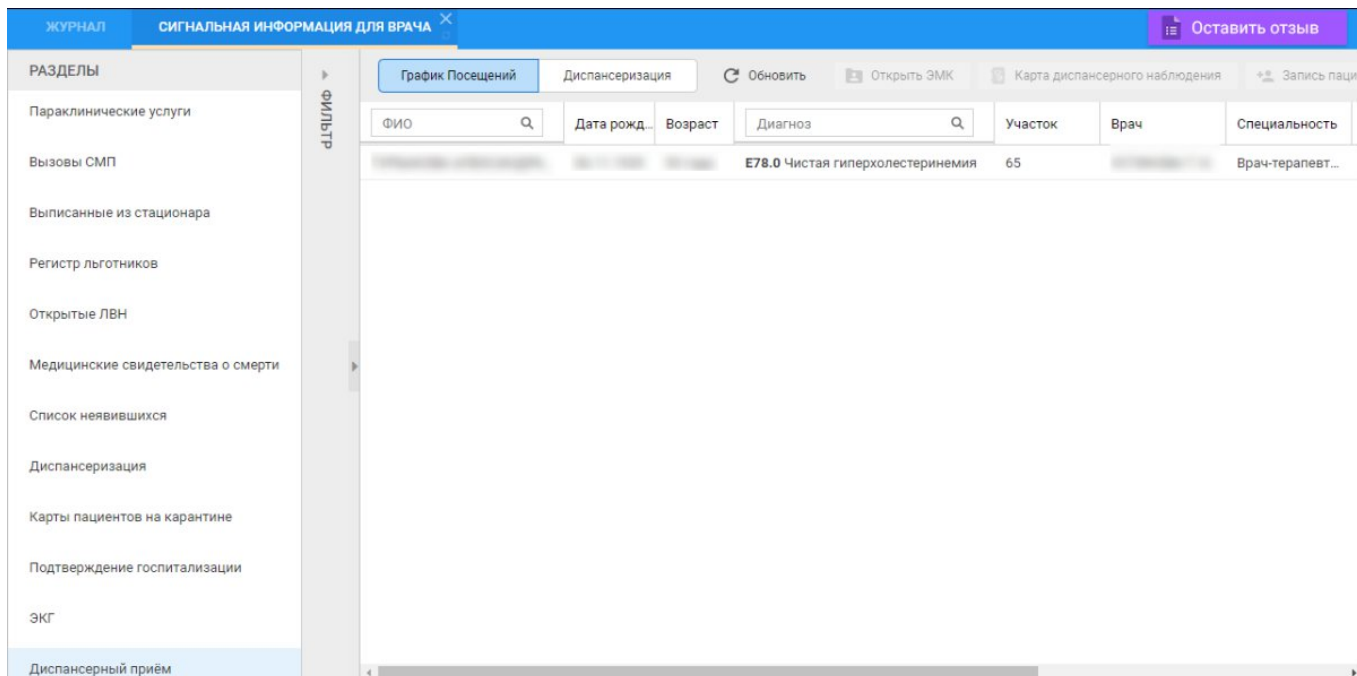 ЖУРНАЛ
СИГНАЛЬНАЯ ИНФОРМАЦИЯ ДЛЯ ВРАЧА
Оставить отзыв
РАЗДЕЛЫ
Параклинические услуги
Вызовы СМП
Выписанные из стационара
Регистр льготников
Открытые ЛВН
Медицинские свидетельства о смерти
Список неявившихся
Диспансеризация
Карты пациентов на карантине
Подтверждение госпитализации
ЭКГ
Диспансерный приём
ФИЛЬТР
График Посещений Диспансеризация Обновить Открыть ЭМК Карта диспансерного наблюдения Запись паци
ФИО Дата рожд... Возраст Диагноз Участок Врач Специальность
E78.0 Чистая гиперхолестеринемия 65 Врач-терапевт...